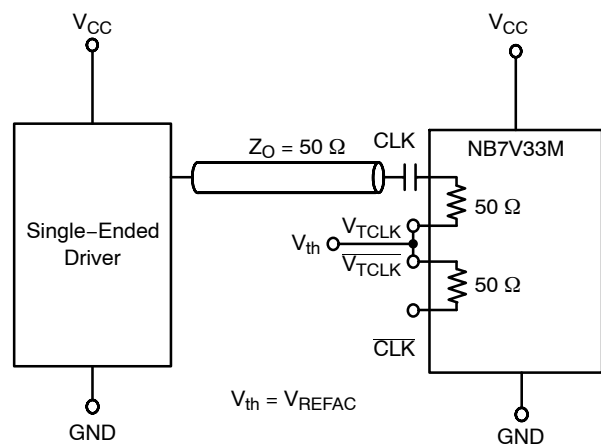 VCC
VCC
ZO = 50 Ω
CLK
NB7V33M
50 Ω
Single−Ended
Driver
Vth
VTCLK
VTCLK
50 Ω
CLK
Vth = VREFAC
GND
GND